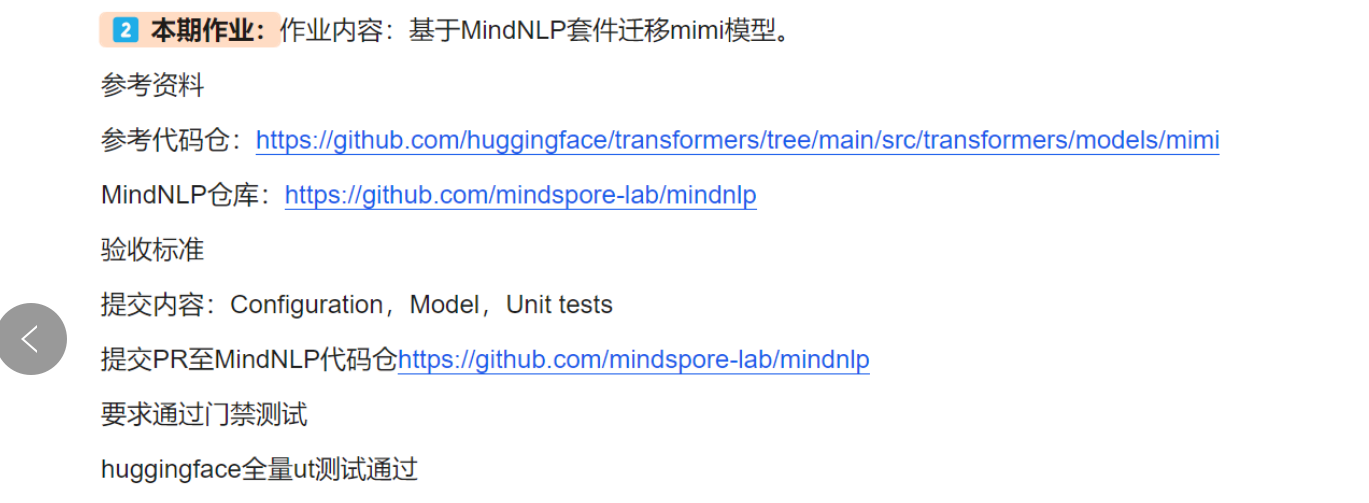 2 本期作业：作业内容：基于MindNLP套件迁移mimi模型。
参考资料
参考代码仓：https://github.com/huggingface/transformers/tree/main/src/transformers/models/mimi
MindNLP仓库：https://github.com/mindspore-lab/mindnlp
验收标准
提交内容：Configuration，Model，Unit tests
提交PR至MindNLP代码仓https://github.com/mindspore-lab/mindnlp
要求通过门禁测试
huggingface全量ut测试通过